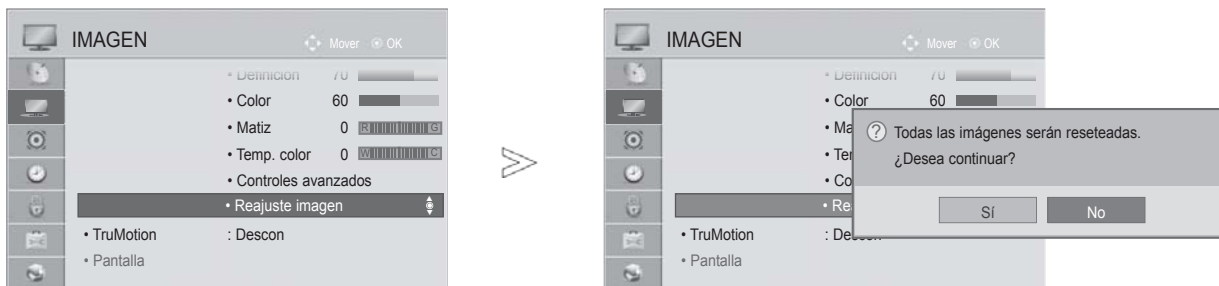 IMAGEN
Mover OK
• Definición 70
• Color 60
• Matiz 0 R G
• Temp. color 0 W C
• Controles avanzados
• Reajuste imagen
• TruMotion : Descon
• Pantalla
IMAGEN
Mover OK
• Definición 70
• Color 60
• Ma
• Ter
• Co
• Re
• TruMotion : Descon
• Pantalla
? Todas las imágenes serán reseteadas.
¿Desea continuar?
Sí No